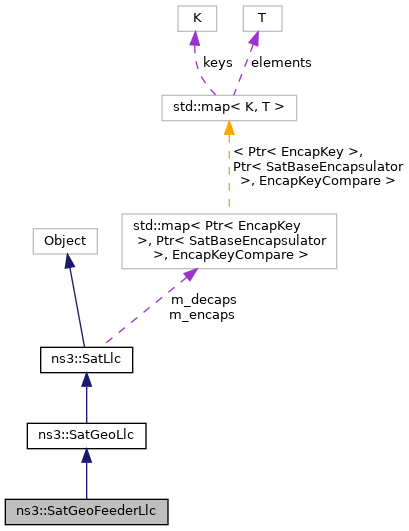 K
T
keys
elements
std::map< K, T >
< Ptr< EncapKey >,
Ptr< SatBaseEncapsulator
>, EncapKeyCompare >
std::map< Ptr< EncapKey
>, Ptr< SatBaseEncapsulator
>, EncapKeyCompare >
Object
m_decaps
m_encaps
ns3::SatLlc
ns3::SatGeoLlc
ns3::SatGeoFeederLlc